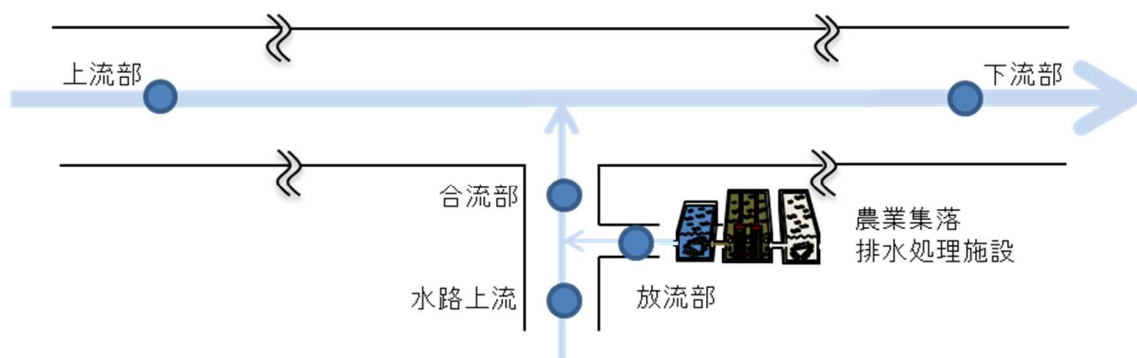 上流部
下流部
合流部
農業集落
排水処理施設
水路上流
放流部